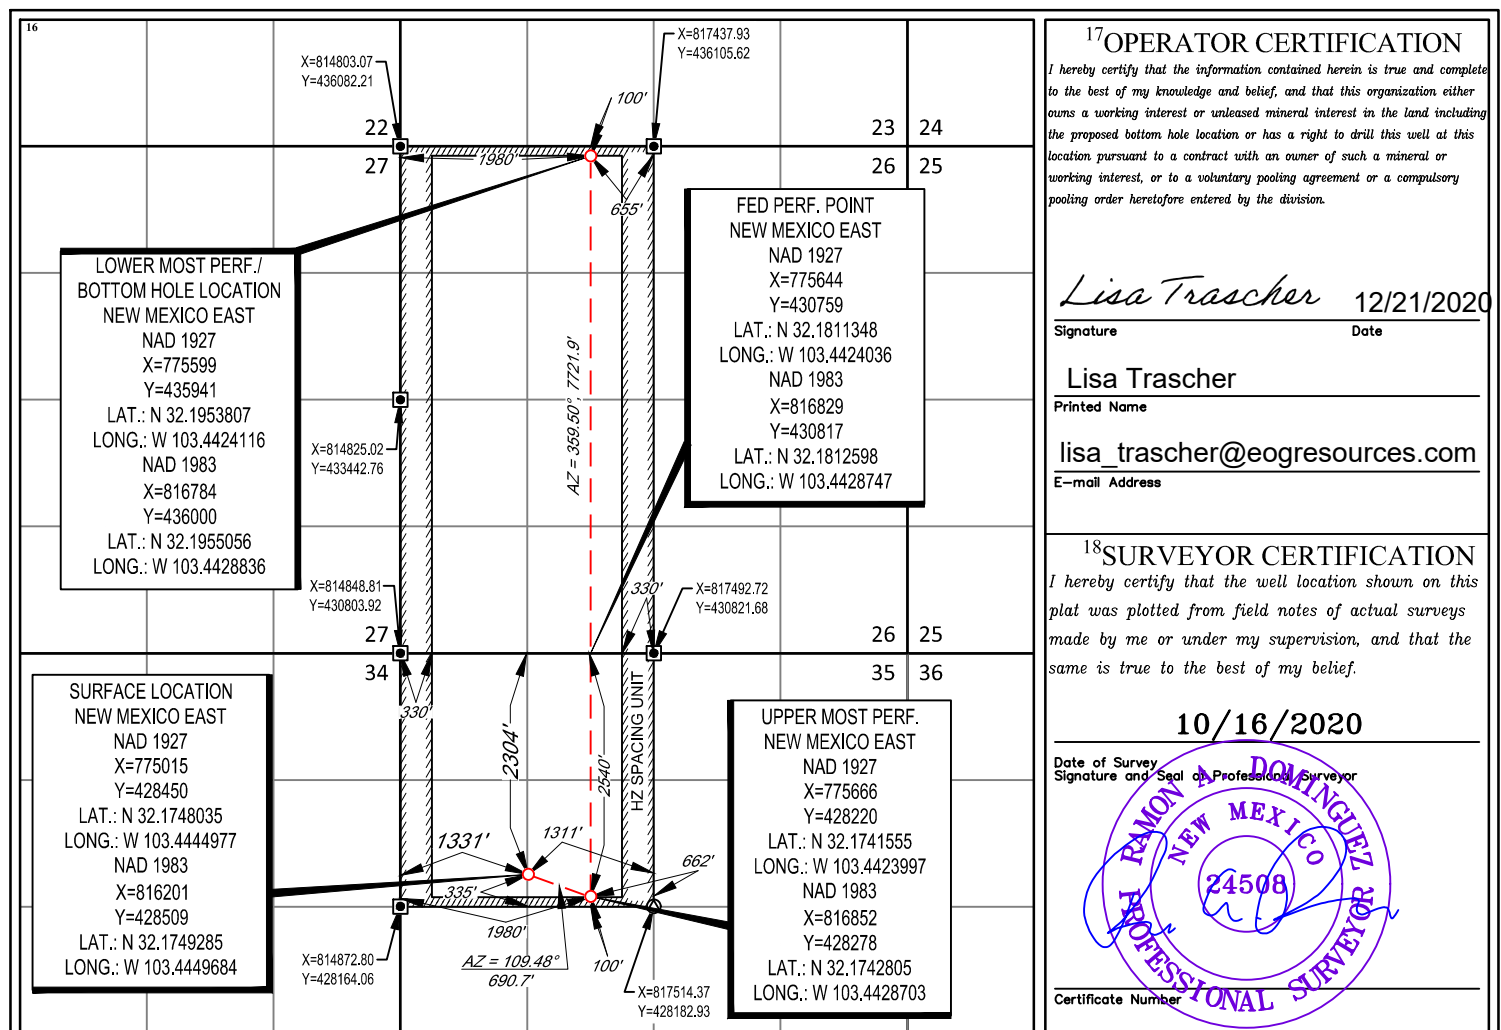 16
X=814803.07
Y=436082.21
X=817437.93
Y=436105.62
100'
22
23 24
27
26 25
1980'
655'
LOWER MOST PERF./
BOTTOM HOLE LOCATION
NEW MEXICO EAST
NAD 1927
X=775599
Y=435941
LAT.: N 32.1953807
LONG.: W 103.4424116
NAD 1983
X=816784
Y=436000
LAT.: N 32.1955056
LONG.: W 103.4428836
FED PERF. POINT
NEW MEXICO EAST
NAD 1927
X=775644
Y=430759
LAT.: N 32.1811348
LONG.: W 103.4424036
NAD 1983
X=816829
Y=430817
LAT.: N 32.1812598
LONG.: W 103.4428747
AZ = 359.50°, 7721.9'
X=814825.02
Y=433442.76
X=814848.81
Y=430803.92
330'
X=817492.72
Y=430821.68
27
26 25
34
35 36
SURFACE LOCATION
NEW MEXICO EAST
NAD 1927
X=775015
Y=428450
LAT.: N 32.1748035
LONG.: W 103.4444977
NAD 1983
X=816201
Y=428509
LAT.: N 32.1749285
LONG.: W 103.4449684
330'
2304'
2540'
HZ SPACING UNIT
1331'
1311'
662'
335'
1980'
AZ = 109.48°
690.7'
100'
X=814872.80
Y=428164.06
X=817514.37
Y=428182.93
UPPER MOST PERF.
NEW MEXICO EAST
NAD 1927
X=775666
Y=428220
LAT.: N 32.1741555
LONG.: W 103.4423997
NAD 1983
X=816852
Y=428278
LAT.: N 32.1742805
LONG.: W 103.4428703
17OPERATOR CERTIFICATION
I hereby certify that the information contained herein is true and complete
to the best of my knowledge and belief, and that this organization either
owns a working interest or unleased mineral interest in the land including
the proposed bottom hole location or has a right to drill this well at this
location pursuant to a contract with an owner of such a mineral or
working interest, or to a voluntary pooling agreement or a compulsory
pooling order heretofore entered by the division.
Lisa Trascher 12/21/2020
Signature Date
Lisa Trascher
Printed Name
lisa_trascher@eogresources.com
E-mail Address
18SURVEYOR CERTIFICATION
I hereby certify that the well location shown on this
plat was plotted from field notes of actual surveys
made by me or under my supervision, and that the
same is true to the best of my belief.
10/16/2020
Date of Survey
Signature and Seal of Professional Surveyor
RAMON A. DOMINGUEZ
NEW MEXICO
24508
PROFESSIONAL SURVEYOR
Certificate Number